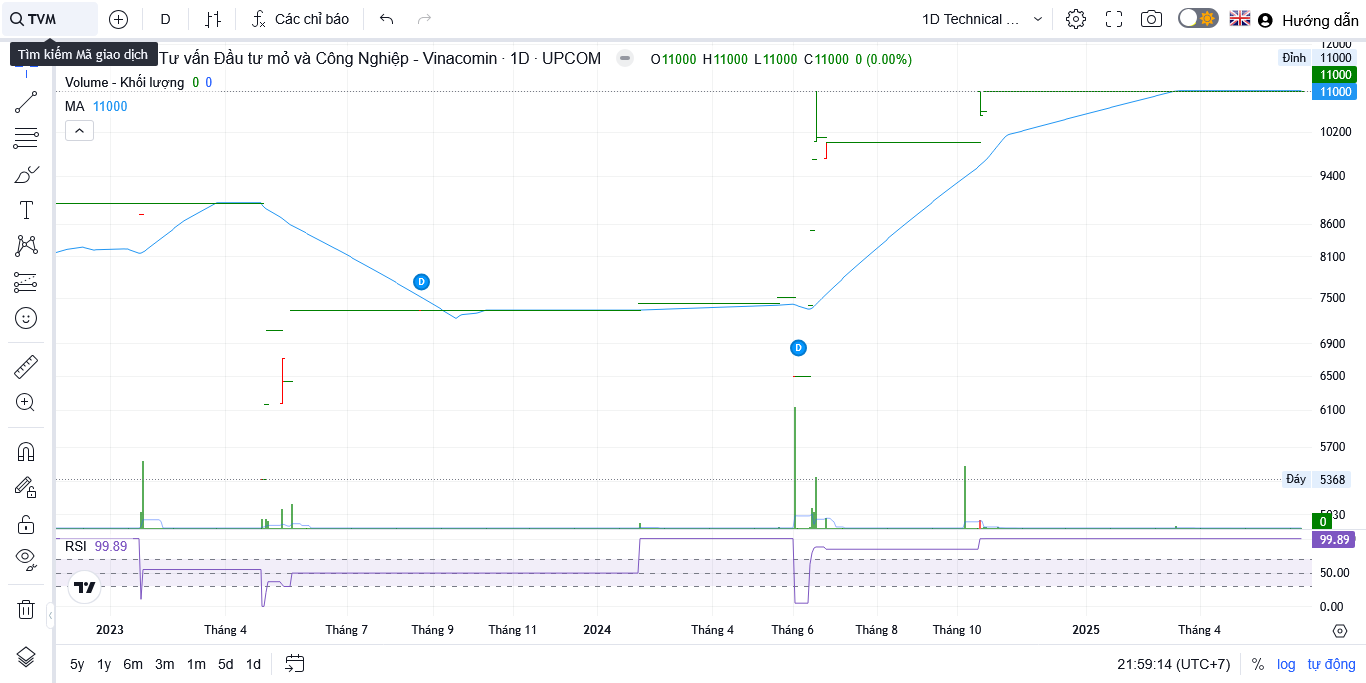 TVM
D
Các chỉ báo
1D Technical ...
Hướng dẫn
Tìm kiếm Mã giao dịch
Tư vấn Đầu tư mỏ và Công Nghiệp - Vinacomin · 1D · UPCOM
O11000 H11000 L11000 C11000 0 (0.00%)
Volume - Khối lượng 0 0
MA 11000
12000
Đỉnh 11000
11000
11000
10200
9400
8600
8100
7500
6900
6500
6100
5700
Đáy 5368
0
D
D
RSI 99.89
99.89
50.00
0.00
2023
Tháng 4
Tháng 7
Tháng 9
Tháng 11
2024
Tháng 4
Tháng 6
Tháng 8
Tháng 10
2025
Tháng 4
5y 1y 6m 3m 1m 5d 1d
21:59:14 (UTC+7)
%
log
tự động